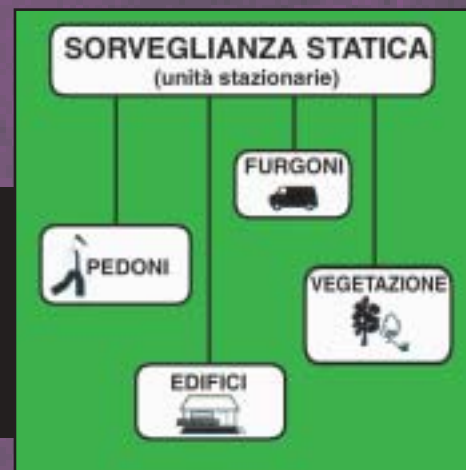 SORVEGLIANZA STATICA
(unità stazionarie)
FURGONI
PEDONI
VEGETAZIONE
EDIFICI